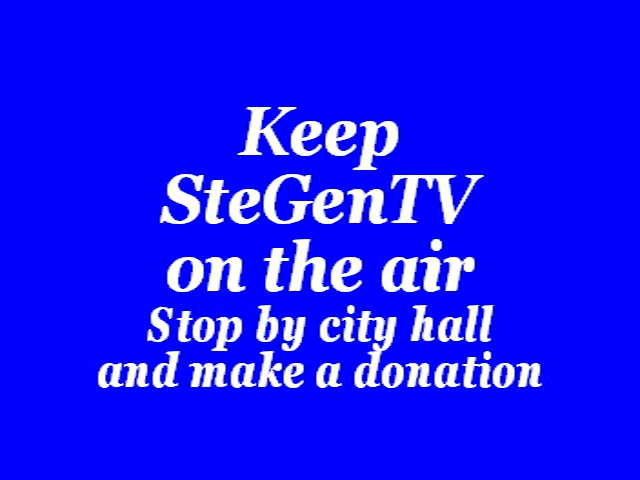 Keep
SteGenTV
on the air
Stop by city hall
and make a donation